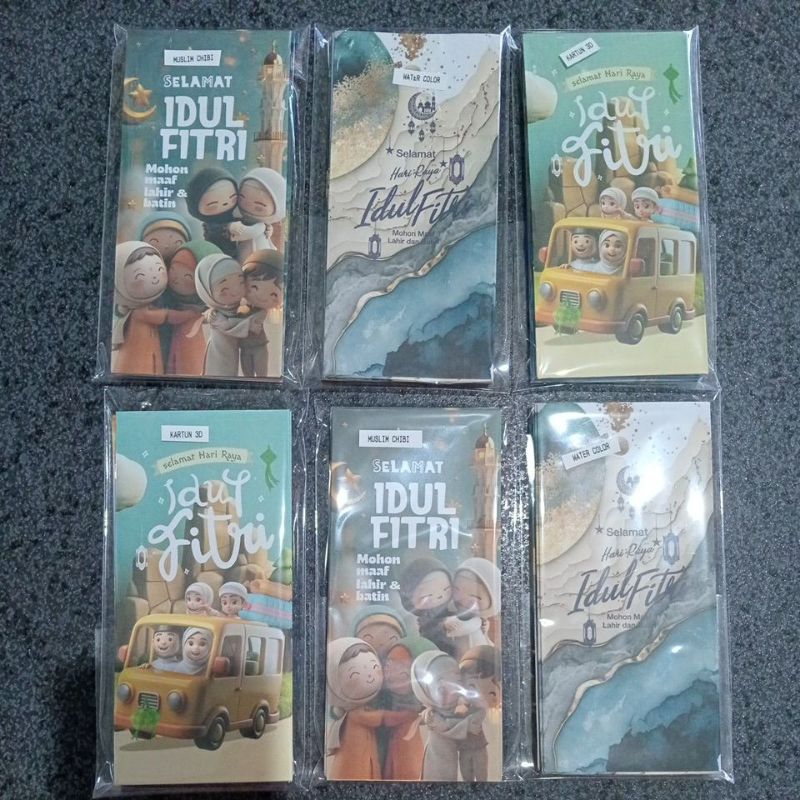 MUSLIM CHIBI
SELAMAT
IDUL
FITRI
Mohon
maaf
lahir &
batin
WATER COLOR
Selamat
Hari Raya
Idul Fitri
Mohon Maaf
Lahir dan
KARTUN 3D
selamat Hari Raya
Idul
Fitri
KARTUN 3D
selamat Hari Raya
Idul
Fitri
MUSLIM CHIBI
SELAMAT
IDUL
FITRI
Mohon
maaf
lahir &
batin
WATER COLOR
Selamat
Hari Raya
Idul Fitri
Mohon
Lahir dan